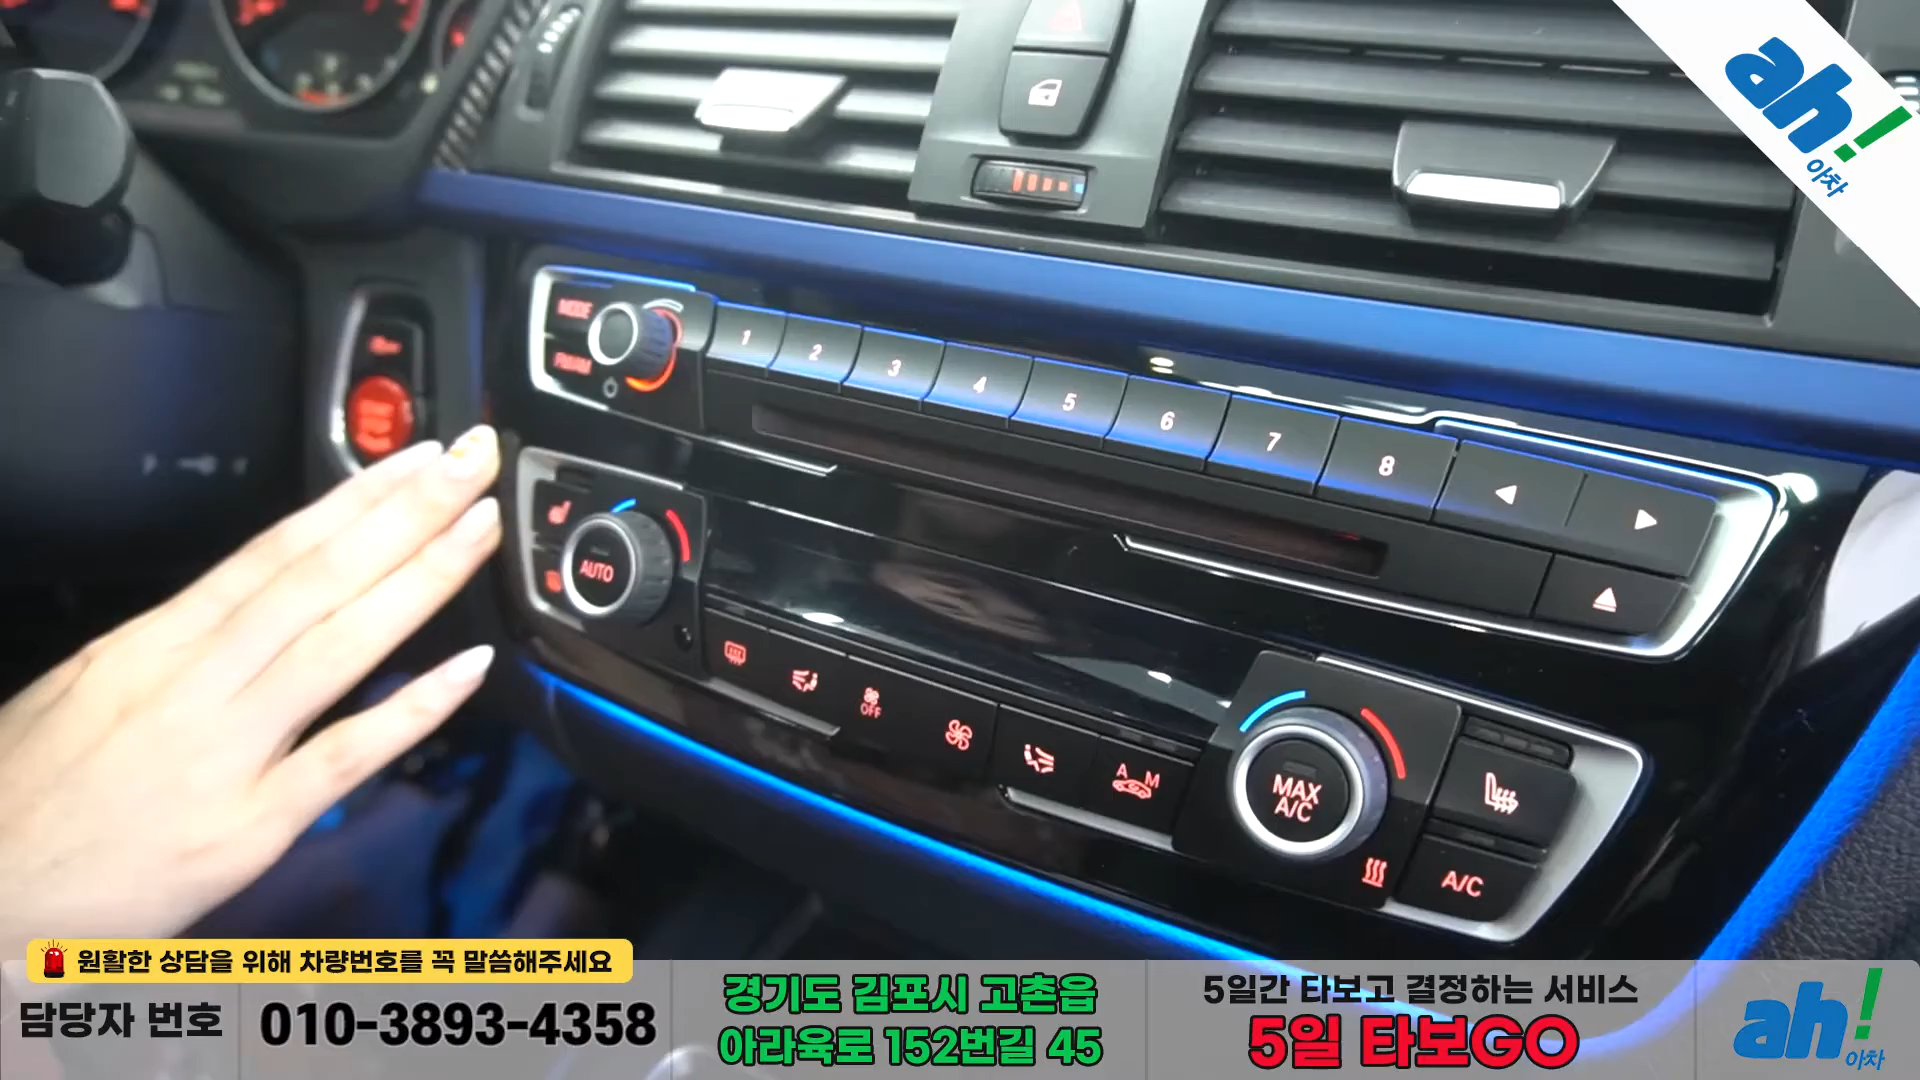 ah!
아차
MODE
FM/AM
1
2
3
4
5
6
7
8
AUTO
OFF
A M
MAX
A/C
A/C
원활한 상담을 위해 차량번호를 꼭 말씀해주세요
담당자 번호
010-3893-4358
경기도 김포시 고촌읍
아라육로 152번길 45
5일간 타보고 결정하는 서비스
5일 타보GO
ah!
아차